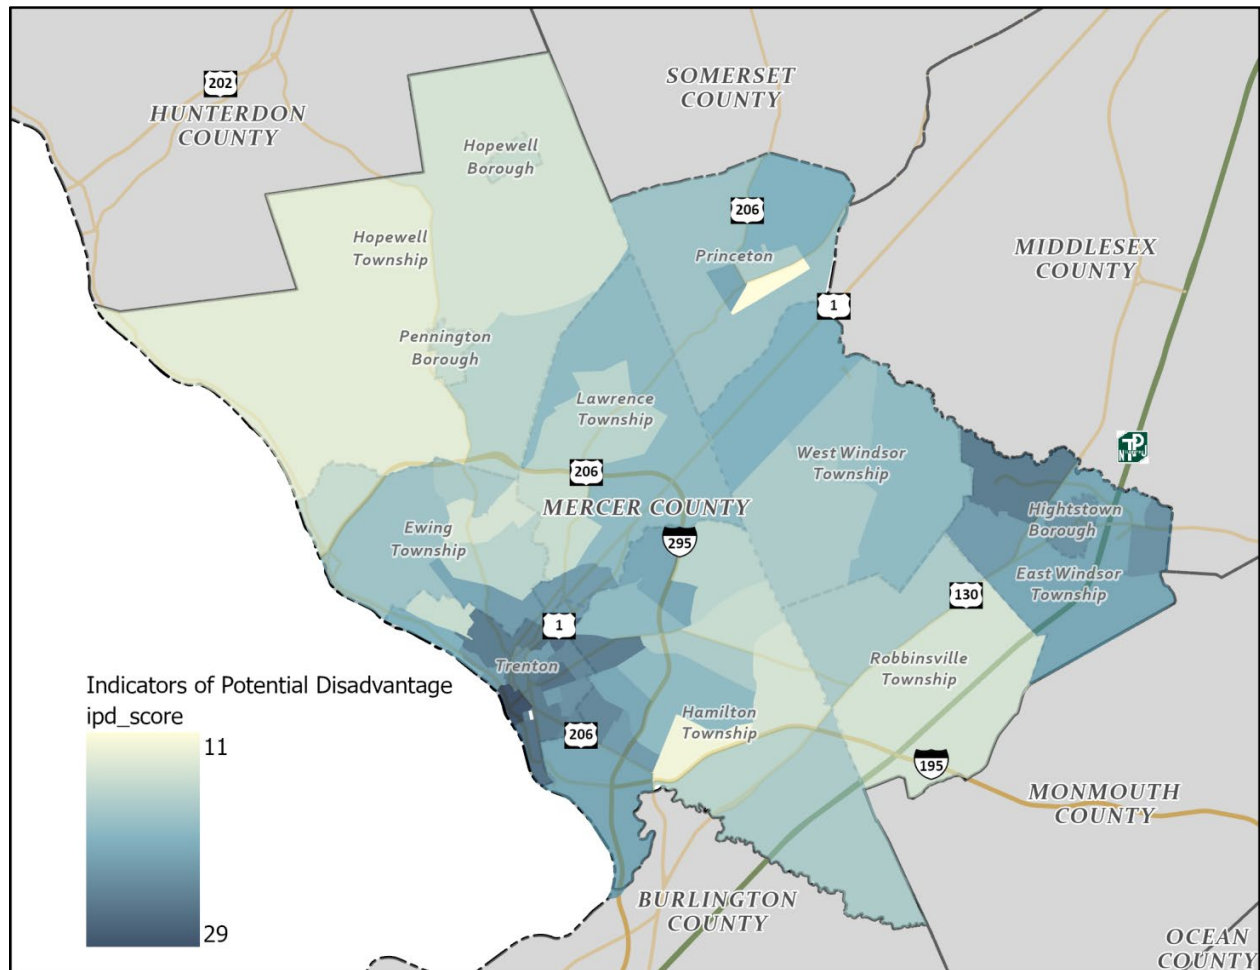 202
HUNTERDON
COUNTY
SOMERSET
COUNTY
Hopewell
Borough
206
Hopewell
Township
Princeton
MIDDLESEX
COUNTY
1
Pennington
Borough
Lawrence
Township
West Windsor
Township
206
MERCER COUNTY
Hightstown
Borough
Ewing
Township
295
East Windsor
Township
130
1
Trenton
Robbinsville
Township
Indicators of Potential Disadvantage
ipd_score
11
29
Hamilton
Township
206
195
MONMOUTH
COUNTY
BURLINGTON
COUNTY
OCEAN
COUNTY